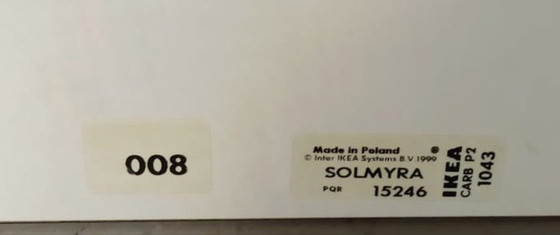 008
Made in Poland ®
© Inter IKEA Systems B.V. 1999
SOLMYRA
PQR 15246
IKEA
CARB P2
1043